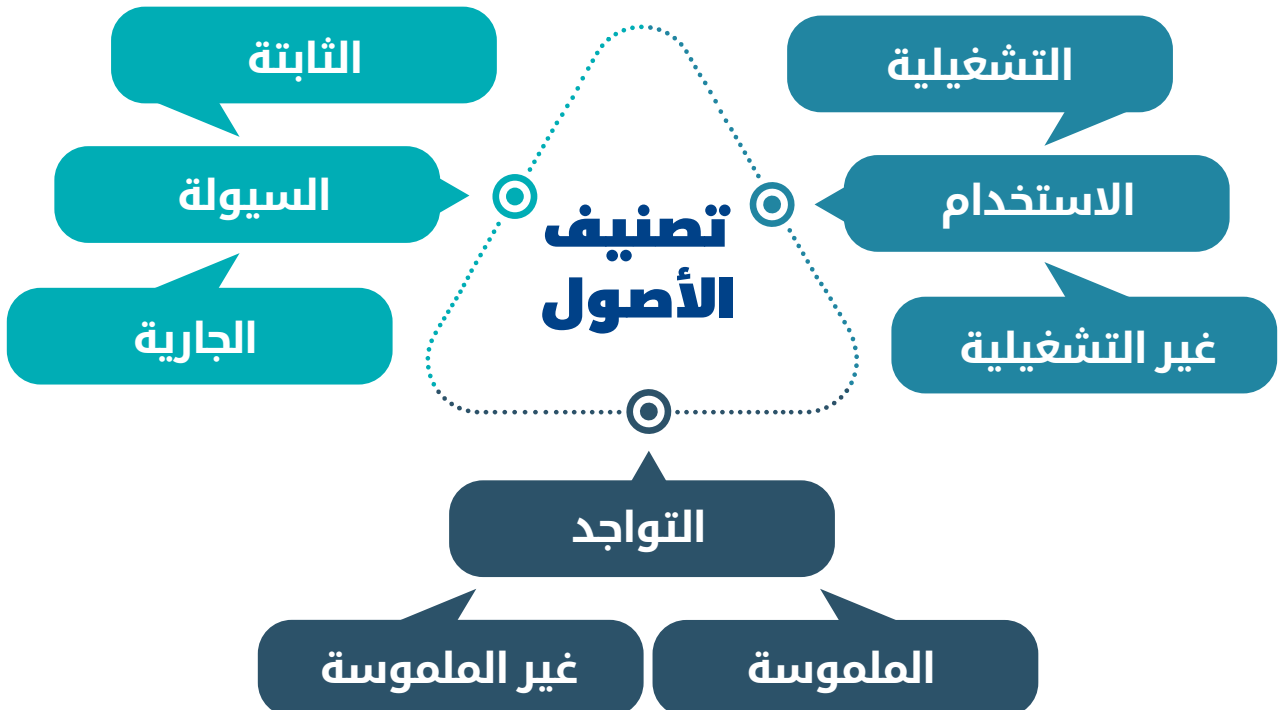 تصنيف
الأصول
التشغيلية
الاستخدام
غير التشغيلية
الثابتة
السيولة
الجارية
التواجد
الملموسة
غير الملموسة